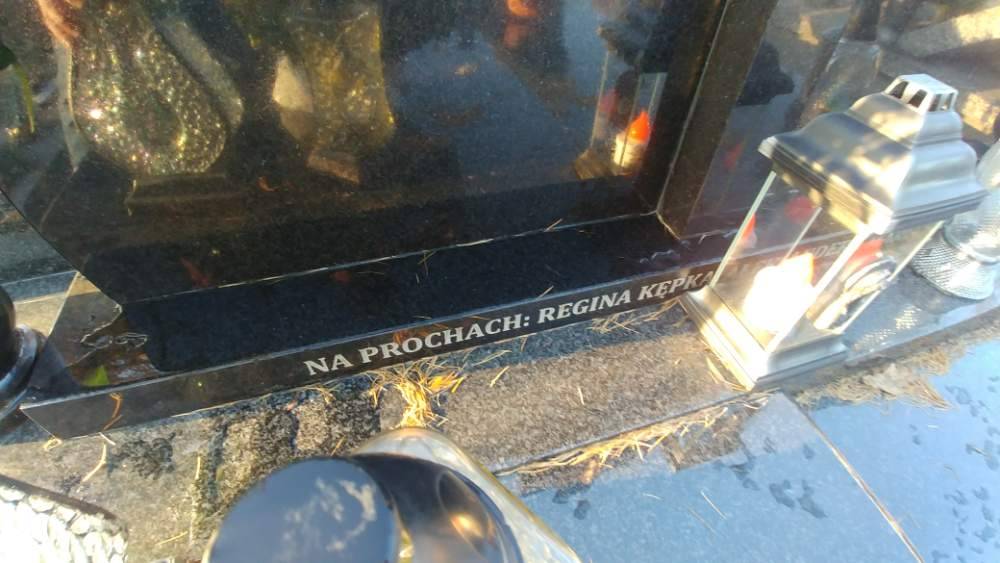 NA PROCHACH: REGINA KĘPKA